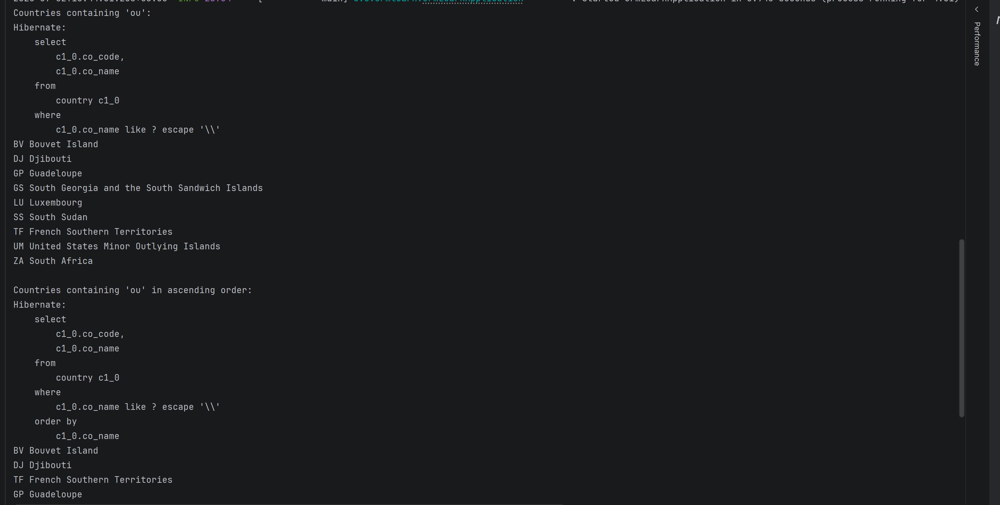 Countries containing 'ou':
Hibernate:
    select
        c1_0.co_code,
        c1_0.co_name
    from
        country c1_0
    where
        c1_0.co_name like ? escape '\\'
BV Bouvet Island
DJ Djibouti
GP Guadeloupe
GS South Georgia and the South Sandwich Islands
LU Luxembourg
SS South Sudan
TF French Southern Territories
UM United States Minor Outlying Islands
ZA South Africa

Countries containing 'ou' in ascending order:
Hibernate:
    select
        c1_0.co_code,
        c1_0.co_name
    from
        country c1_0
    where
        c1_0.co_name like ? escape '\\'
    order by
        c1_0.co_name
BV Bouvet Island
DJ Djibouti
TF French Southern Territories
GP Guadeloupe
Performance